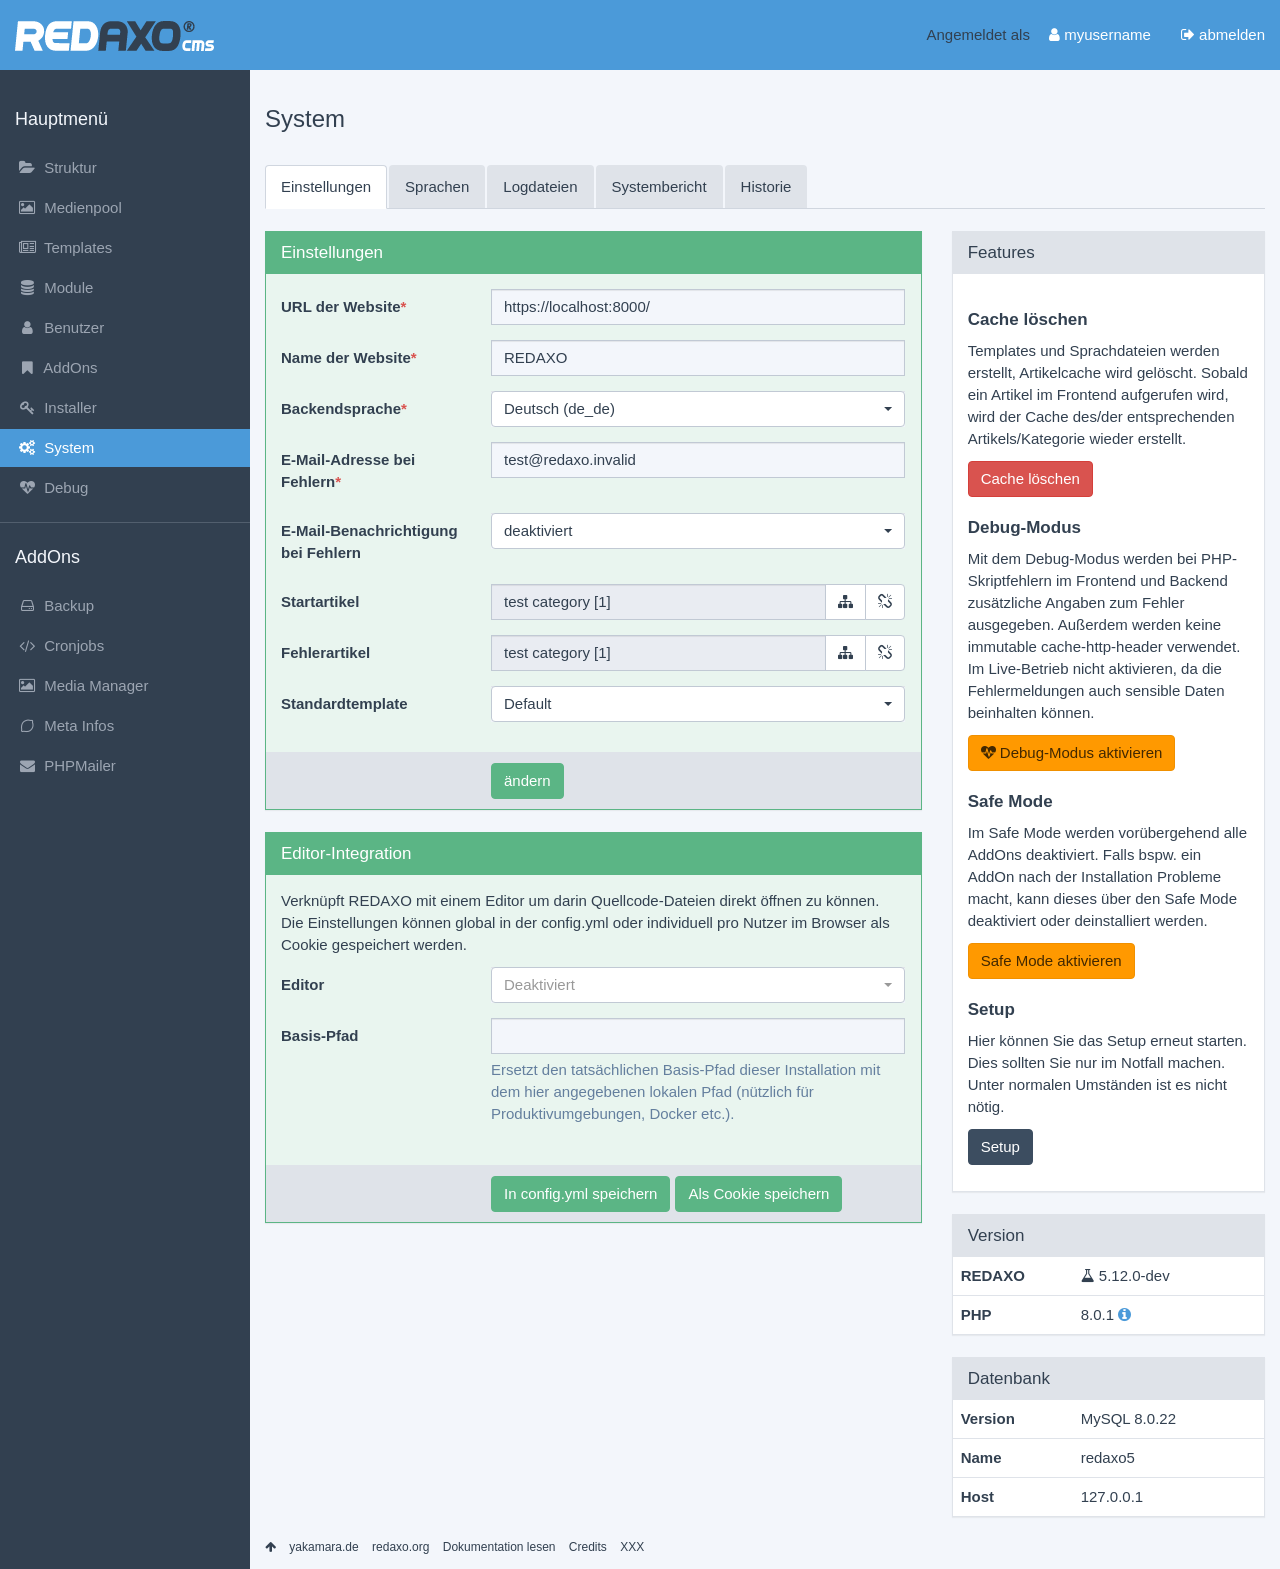 REDAXO® cms
Angemeldet als myusername abmelden
Hauptmenü
Struktur
Medienpool
Templates
Module
Benutzer
AddOns
Installer
System
Debug
AddOns
Backup
Cronjobs
Media Manager
Meta Infos
PHPMailer
System
Einstellungen Sprachen Logdateien Systembericht Historie
Einstellungen
URL der Website* https://localhost:8000/
Name der Website* REDAXO
Backendsprache* Deutsch (de_de)
E-Mail-Adresse bei
Fehlern*
test@redaxo.invalid
E-Mail-Benachrichtigung
bei Fehlern
deaktiviert
Startartikel test category [1]
Fehlerartikel test category [1]
Standardtemplate Default
ändern
Editor-Integration
Verknüpft REDAXO mit einem Editor um darin Quellcode-Dateien direkt öffnen zu können.
Die Einstellungen können global in der config.yml oder individuell pro Nutzer im Browser als
Cookie gespeichert werden.
Editor Deaktiviert
Basis-Pfad
Ersetzt den tatsächlichen Basis-Pfad dieser Installation mit
dem hier angegebenen lokalen Pfad (nützlich für
Produktivumgebungen, Docker etc.).
In config.yml speichern Als Cookie speichern
Features
Cache löschen
Templates und Sprachdateien werden
erstellt, Artikelcache wird gelöscht. Sobald
ein Artikel im Frontend aufgerufen wird,
wird der Cache des/der entsprechenden
Artikels/Kategorie wieder erstellt.
Cache löschen
Debug-Modus
Mit dem Debug-Modus werden bei PHP-
Skriptfehlern im Frontend und Backend
zusätzliche Angaben zum Fehler
ausgegeben. Außerdem werden keine
immutable cache-http-header verwendet.
Im Live-Betrieb nicht aktivieren, da die
Fehlermeldungen auch sensible Daten
beinhalten können.
Debug-Modus aktivieren
Safe Mode
Im Safe Mode werden vorübergehend alle
AddOns deaktiviert. Falls bspw. ein
AddOn nach der Installation Probleme
macht, kann dieses über den Safe Mode
deaktiviert oder deinstalliert werden.
Safe Mode aktivieren
Setup
Hier können Sie das Setup erneut starten.
Dies sollten Sie nur im Notfall machen.
Unter normalen Umständen ist es nicht
nötig.
Setup
Version
REDAXO 5.12.0-dev
PHP 8.0.1
Datenbank
Version MySQL 8.0.22
Name redaxo5
Host 127.0.0.1
yakamara.de redaxo.org Dokumentation lesen Credits XXX